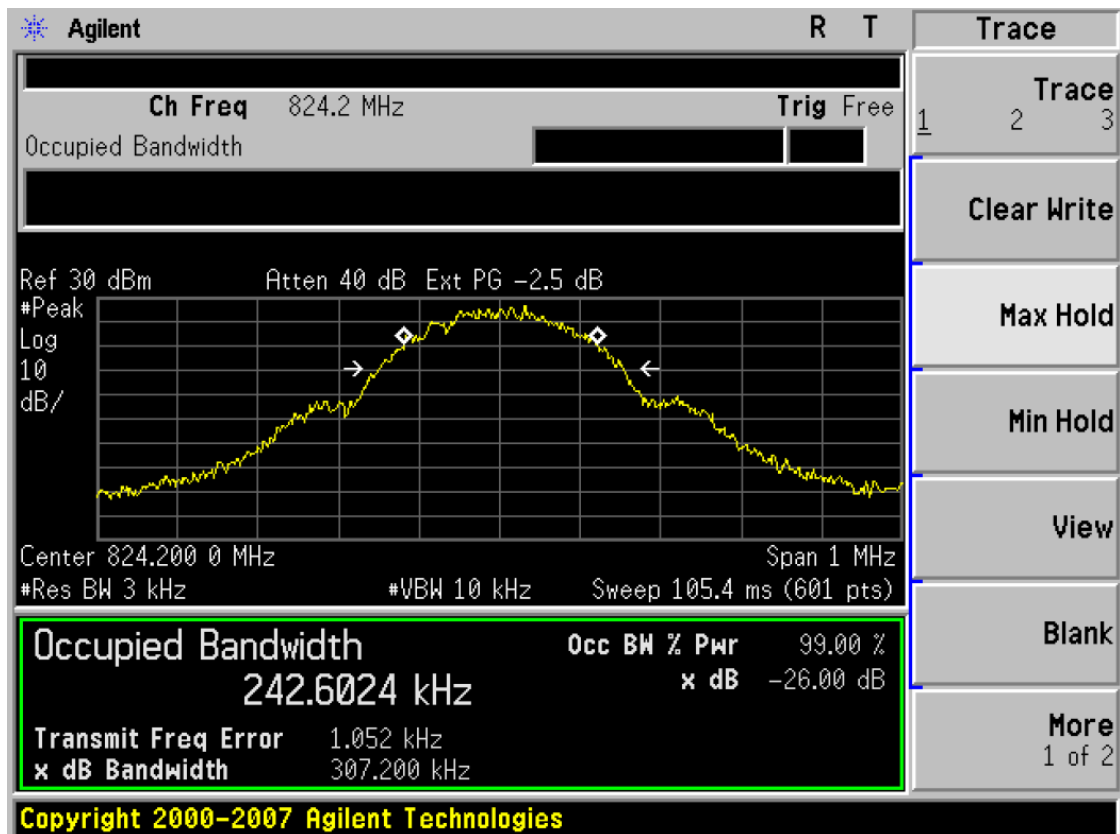 Agilent R T Trace
Ch Freq 824.2 MHz Trig Free
Occupied Bandwidth
Trace
1 2 3
Clear Write
Max Hold
Min Hold
View
Blank
More
1 of 2
Ref 30 dBm Atten 40 dB Ext PG -2.5 dB
#Peak
Log
10
dB/
Center 824.200 0 MHz Span 1 MHz
#Res BW 3 kHz #VBW 10 kHz Sweep 105.4 ms (601 pts)
Occupied Bandwidth Occ BW % Pwr 99.00 %
242.6024 kHz x dB -26.00 dB
Transmit Freq Error 1.052 kHz
x dB Bandwidth 307.200 kHz
Copyright 2000-2007 Agilent Technologies